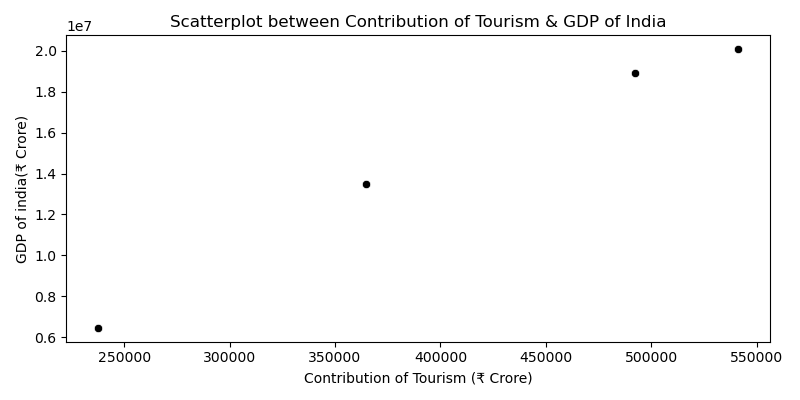 Scatterplot between Contribution of Tourism & GDP of India
1e7
2.0
1.8
1.6
1.4
1.2
1.0
0.8
0.6
GDP of india(₹ Crore)
250000 300000 350000 400000 450000 500000 550000
Contribution of Tourism (₹ Crore)